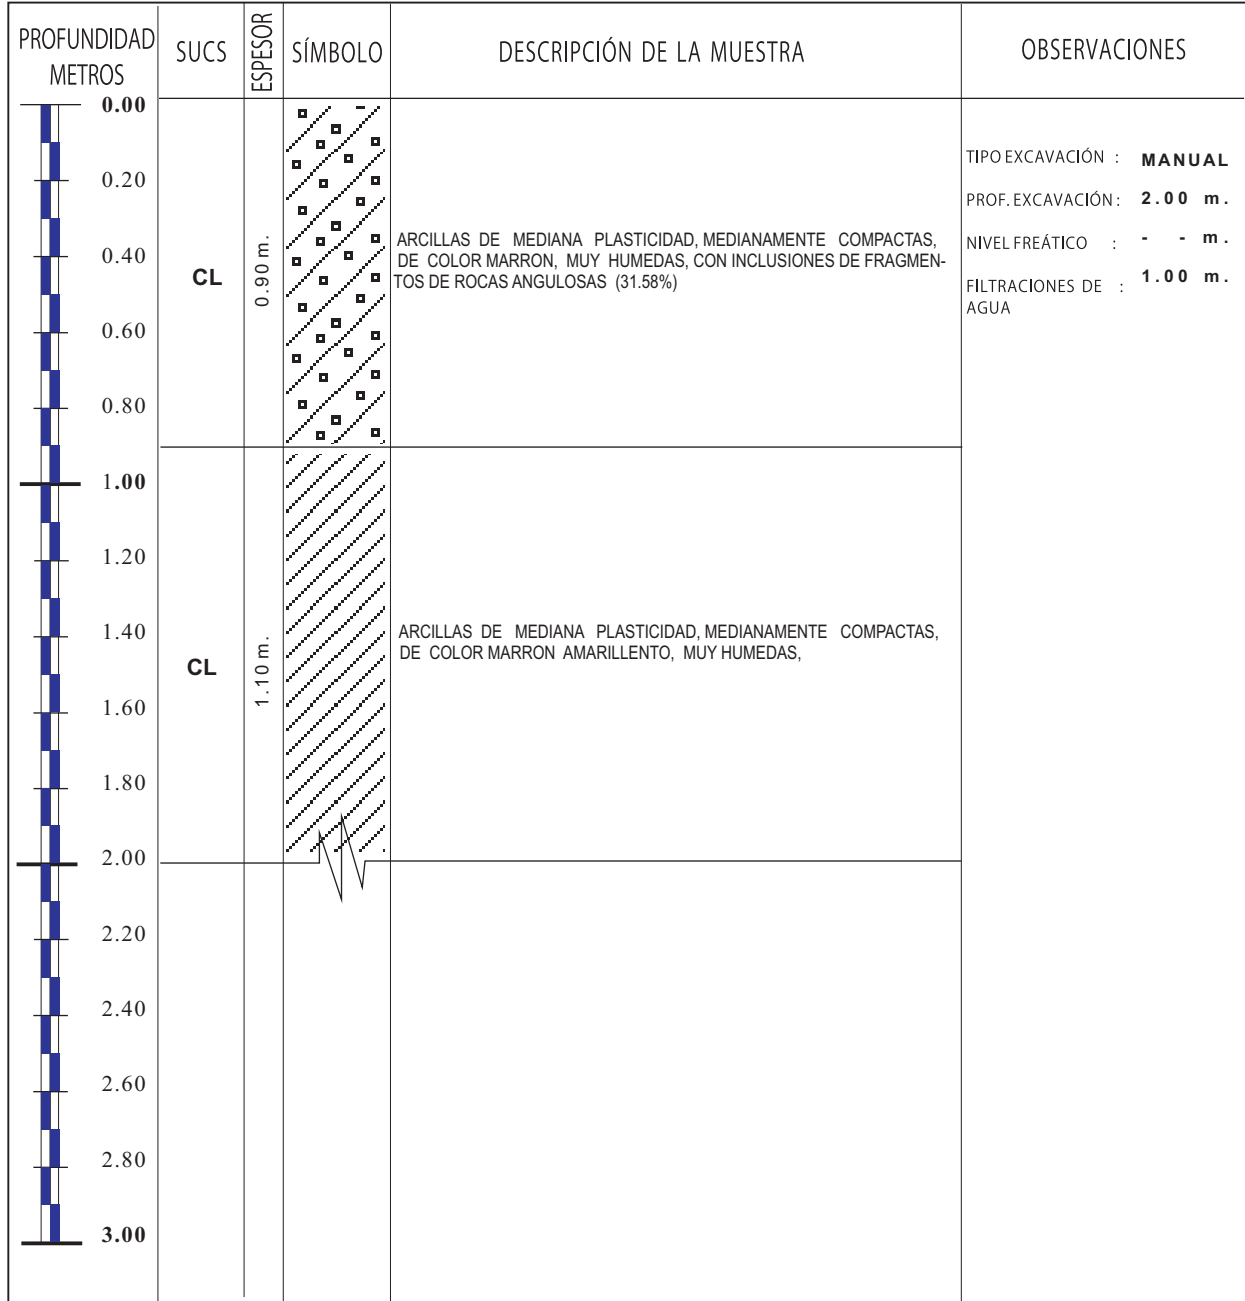 PROFUNDIDAD
METROS
SUCS
ESPESOR
SÍMBOLO
DESCRIPCIÓN DE LA MUESTRA
OBSERVACIONES
0.00
0.20
0.40
0.60
0.80
1.00
1.20
1.40
1.60
1.80
2.00
2.20
2.40
2.60
2.80
3.00
CL
0.90 m.
ARCILLAS DE MEDIANA PLASTICIDAD, MEDIANAMENTE COMPACTAS,
DE COLOR MARRON, MUY HUMEDAS, CON INCLUSIONES DE FRAGMEN-
TOS DE ROCAS ANGULOSAS (31.58%)
CL
1.10 m.
ARCILLAS DE MEDIANA PLASTICIDAD, MEDIANAMENTE COMPACTAS,
DE COLOR MARRON AMARILLENTO, MUY HUMEDAS,
TIPO EXCAVACIÓN : MANUAL
PROF. EXCAVACIÓN : 2.00 m.
NIVEL FREÁTICO : - - m.
FILTRACIONES DE : 1.00 m.
AGUA